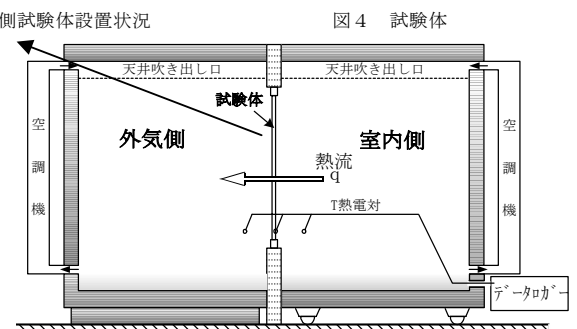 側試験体設置状況
図４　試験体
天井吹き出し口
天井吹き出し口
試験体
外気側
室内側
空調機
空調機
熱流
q
T熱電対
ﾃﾞｰﾀﾛｶﾞｰ